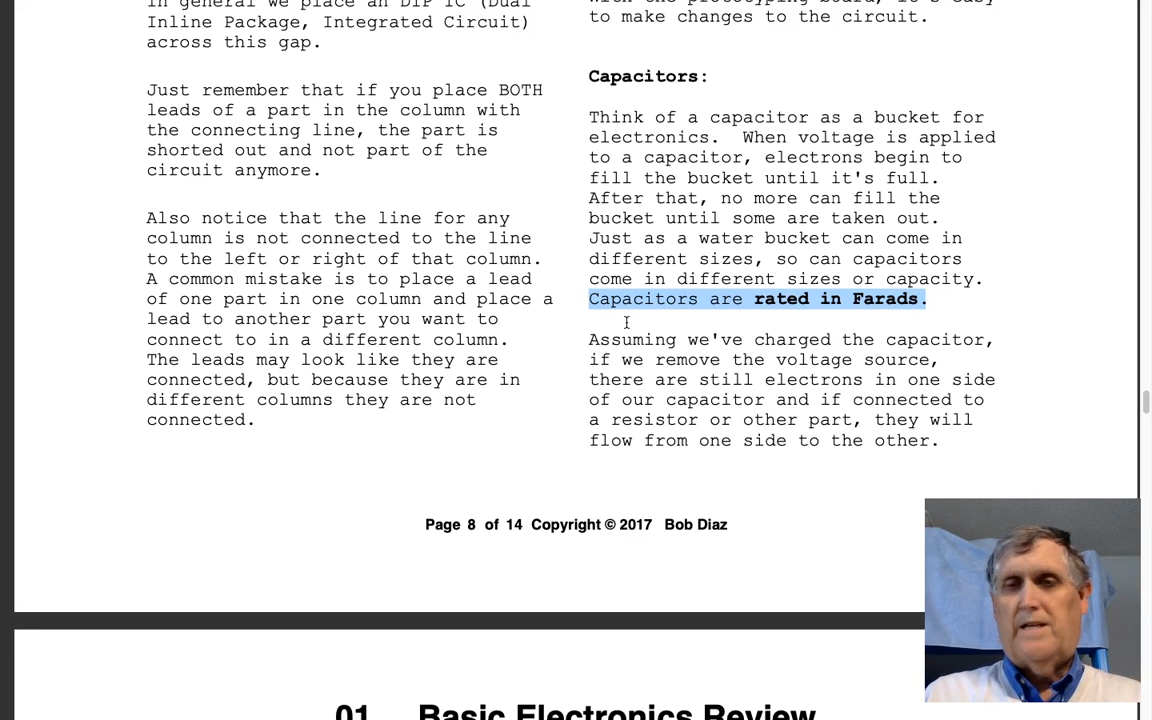 In general we place an DIP IC (Dual
Inline Package, Integrated Circuit)
across this gap.
Just remember that if you place BOTH
leads of a part in the column with
the connecting line, the part is
shorted out and not part of the
circuit anymore.
Also notice that the line for any
column is not connected to the line
to the left or right of that column.
A common mistake is to place a lead
of one part in one column and place a
lead to another part you want to
connect to in a different column.
The leads may look like they are
connected, but because they are in
different columns they are not
connected.
with the prototyping board, it's easy
to make changes to the circuit.
Capacitors:
Think of a capacitor as a bucket for
electronics.  When voltage is applied
to a capacitor, electrons begin to
fill the bucket until it's full.
After that, no more can fill the
bucket until some are taken out.
Just as a water bucket can come in
different sizes, so can capacitors
come in different sizes or capacity.
Capacitors are rated in Farads.
Assuming we've charged the capacitor,
if we remove the voltage source,
there are still electrons in one side
of our capacitor and if connected to
a resistor or other part, they will
flow from one side to the other.
Page 8 of 14 Copyright © 2017 Bob Diaz
01 Basic Electronics Review